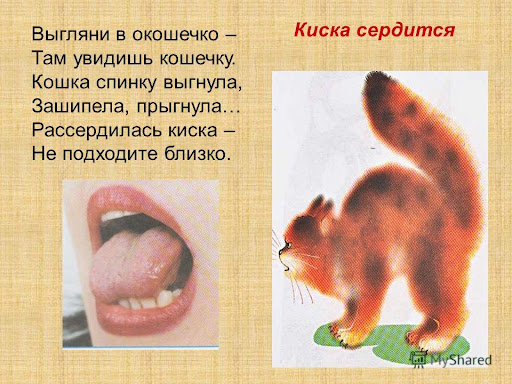 Выгляни в окошечко –
Там увидишь кошечку.
Кошка спинку выгнула,
Зашипела, прыгнула…
Рассердилась киска –
Не подходите близко.
Киска сердится
MyShared